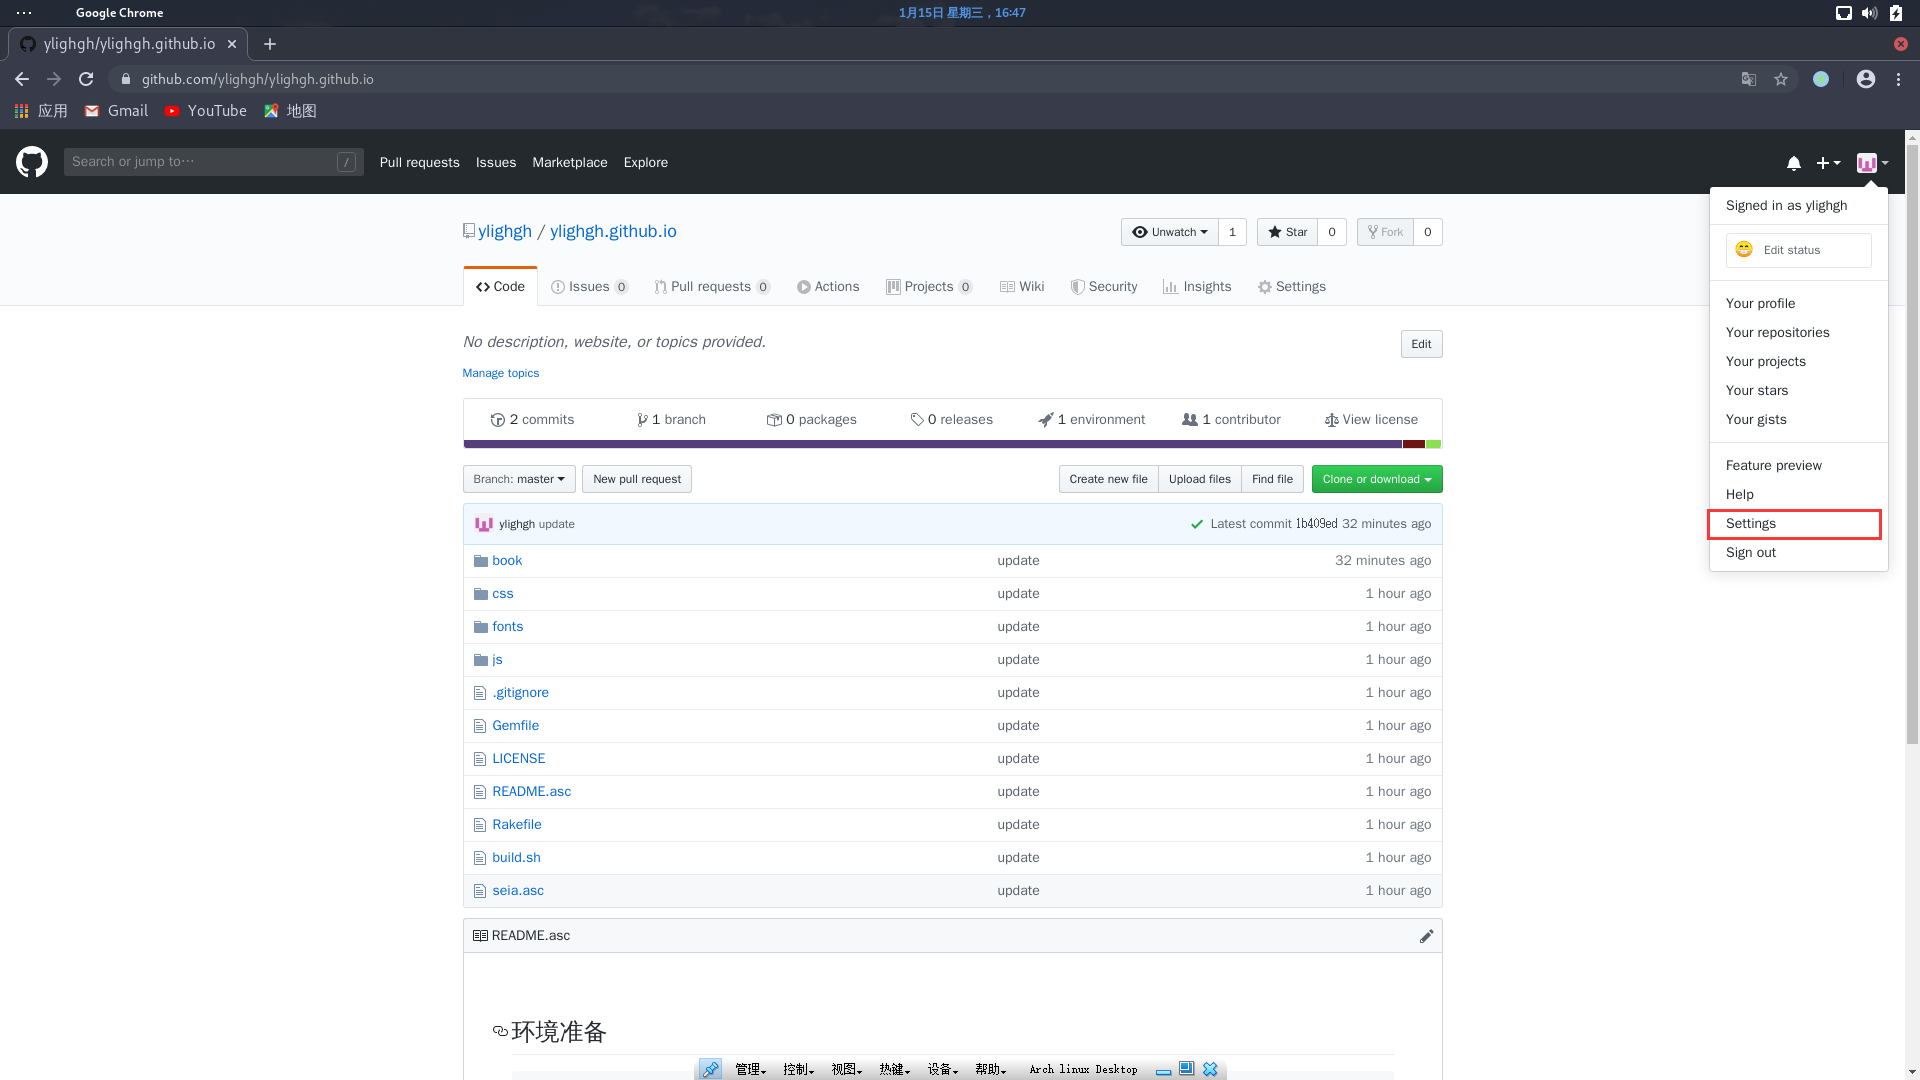 Google Chrome
1月15日 星期三，16:47
ylighgh/ylighgh.github.io
github.com/ylighgh/ylighgh.github.io
应用 Gmail YouTube 地图
Search or jump to… /
Pull requests Issues Marketplace Explore
Signed in as ylighgh
Edit status
Your profile
Your repositories
Your projects
Your stars
Your gists
Feature preview
Help
Settings
Sign out
ylighgh / ylighgh.github.io
Unwatch 1 Star 0 Fork 0
Code Issues 0 Pull requests 0 Actions Projects 0 Wiki Security Insights Settings
No description, website, or topics provided.
Edit
Manage topics
2 commits 1 branch 0 packages 0 releases 1 environment 1 contributor View license
Branch: master New pull request Create new file Upload files Find file Clone or download
ylighgh update Latest commit 1b409ed 32 minutes ago
book update 32 minutes ago
css update 1 hour ago
fonts update 1 hour ago
js update 1 hour ago
.gitignore update 1 hour ago
Gemfile update 1 hour ago
LICENSE update 1 hour ago
README.asc update 1 hour ago
Rakefile update 1 hour ago
build.sh update 1 hour ago
seia.asc update 1 hour ago
README.asc
环境准备
管理 控制 视图 热键 设备 帮助 Arch linux Desktop